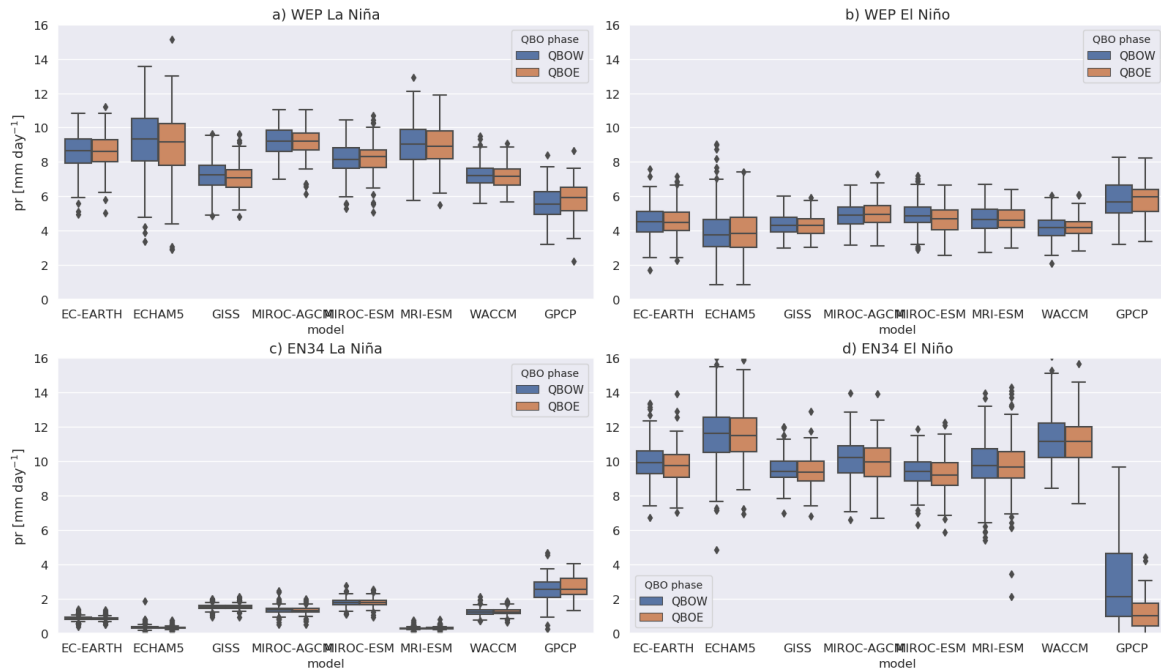 a) WEP La Niña
pr [mm day⁻¹]
16
14
12
10
8
6
4
2
0
QBO phase
QBOW
QBOE
EC-EARTH ECHAM5 GISS MIROC-AGCM MIROC-ESM MRI-ESM WACCM GPCP
model
b) WEP El Niño
16
14
12
10
8
6
4
2
0
QBO phase
QBOW
QBOE
EC-EARTH ECHAM5 GISS MIROC-AGCM MIROC-ESM MRI-ESM WACCM GPCP
model
c) EN34 La Niña
pr [mm day⁻¹]
16
14
12
10
8
6
4
2
0
QBO phase
QBOW
QBOE
EC-EARTH ECHAM5 GISS MIROC-AGCM MIROC-ESM MRI-ESM WACCM GPCP
model
d) EN34 El Niño
16
14
12
10
8
6
4
2
0
QBO phase
QBOW
QBOE
EC-EARTH ECHAM5 GISS MIROC-AGCM MIROC-ESM MRI-ESM WACCM GPCP
model